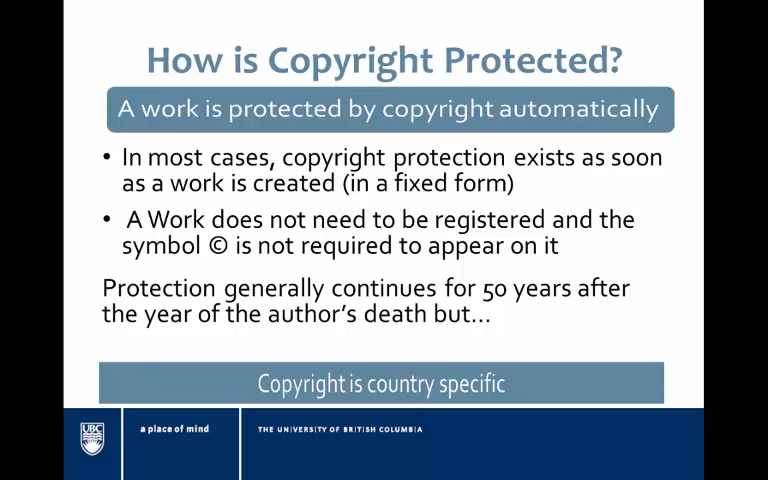 How is Copyright Protected?
A work is protected by copyright automatically
• In most cases, copyright protection exists as soon
as a work is created (in a fixed form)
• A Work does not need to be registered and the
symbol © is not required to appear on it
Protection generally continues for 50 years after
the year of the author's death but...
Copyright is country specific
UBC
a place of mind
THE UNIVERSITY OF BRITISH COLUMBIA